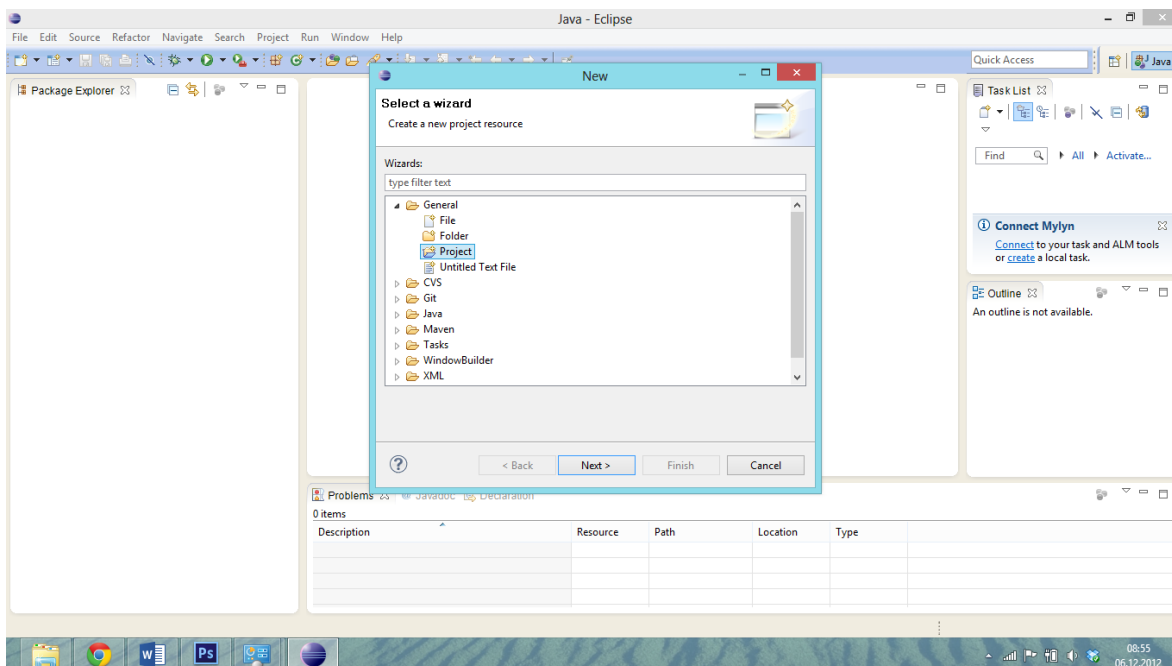 Java - Eclipse
File Edit Source Refactor Navigate Search Project Run Window Help
Quick Access
Java
Package Explorer
New
Select a wizard
Create a new project resource
Wizards:
type filter text
General
File
Folder
Project
Untitled Text File
CVS
Git
Java
Maven
Tasks
WindowBuilder
XML
< Back Next > Finish Cancel
Task List
Find All Activate...
Connect Mylyn
Connect to your task and ALM tools
or create a local task.
Outline
An outline is not available.
Problems @ Javadoc Declaration
0 items
Description Resource Path Location Type
W Ps
08:55
06.12.2012